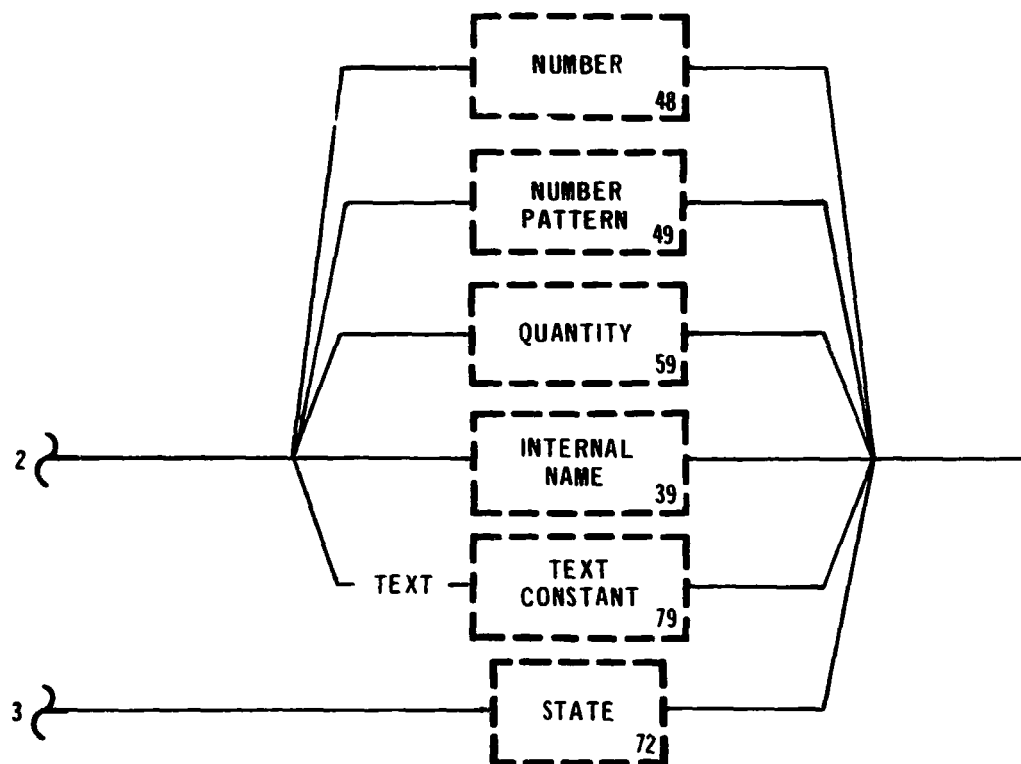 NUMBER
48
NUMBER
PATTERN
49
QUANTITY
59
2
INTERNAL
NAME
39
TEXT
TEXT
CONSTANT
79
3
STATE
72